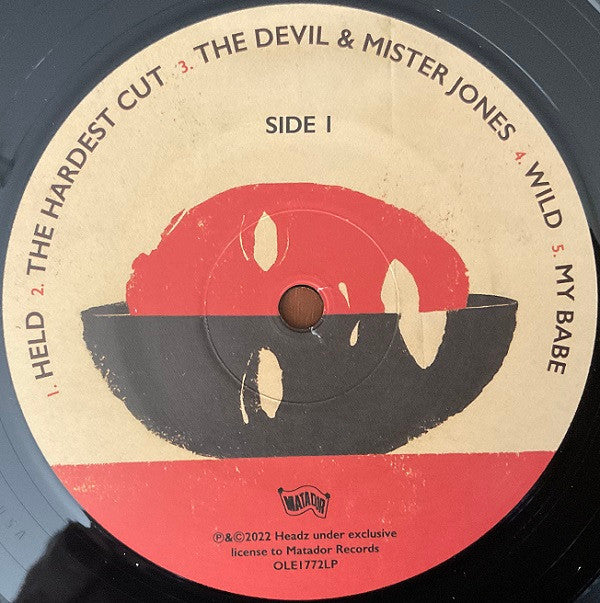 1. HELD 2. THE HARDEST CUT 3. THE DEVIL & MISTER JONES 4. WILD 5. MY BABE
SIDE 1
MATADOR
℗&©2022 Headz under exclusive
license to Matador Records
OLE1772LP
USA